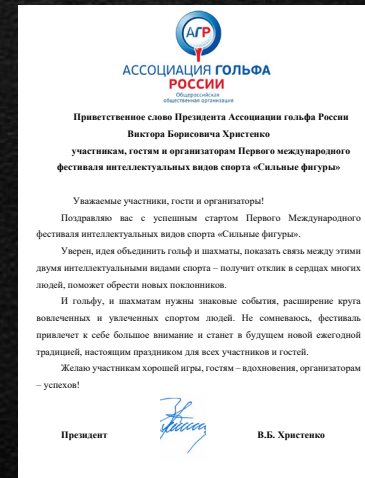 АГР
АССОЦИАЦИЯ ГОЛЬФА
РОССИИ
Общероссийская
общественная организация
Приветственное слово Президента Ассоциации гольфа России
Виктора Борисовича Христенко
участникам, гостям и организаторам Первого международного
фестиваля интеллектуальных видов спорта «Сильные фигуры»
Уважаемые участники, гости и организаторы!
Поздравляю вас с успешным стартом Первого Международного
фестиваля интеллектуальных видов спорта «Сильные фигуры».
Уверен, идея объединить гольф и шахматы, показать связь между этими
двумя интеллектуальными видами спорта – получит отклик в сердцах многих
людей, поможет обрести новых поклонников.
И гольфу, и шахматам нужны знаковые события, расширение круга
вовлеченных и увлеченных спортом людей. Не сомневаюсь, фестиваль
привлечет к себе большое внимание и станет в будущем новой ежегодной
традицией, настоящим праздником для всех участников и гостей.
Желаю участникам хорошей игры, гостям – вдохновения, организаторам
– успехов!
Президент В.Б. Христенко